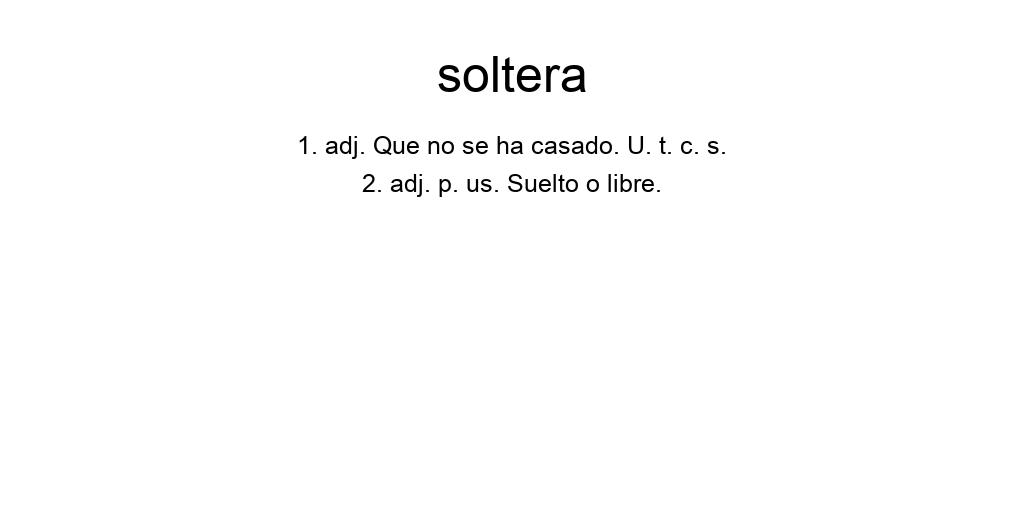 soltera
1. adj. Que no se ha casado. U. t. c. s.
2. adj. p. us. Suelto o libre.